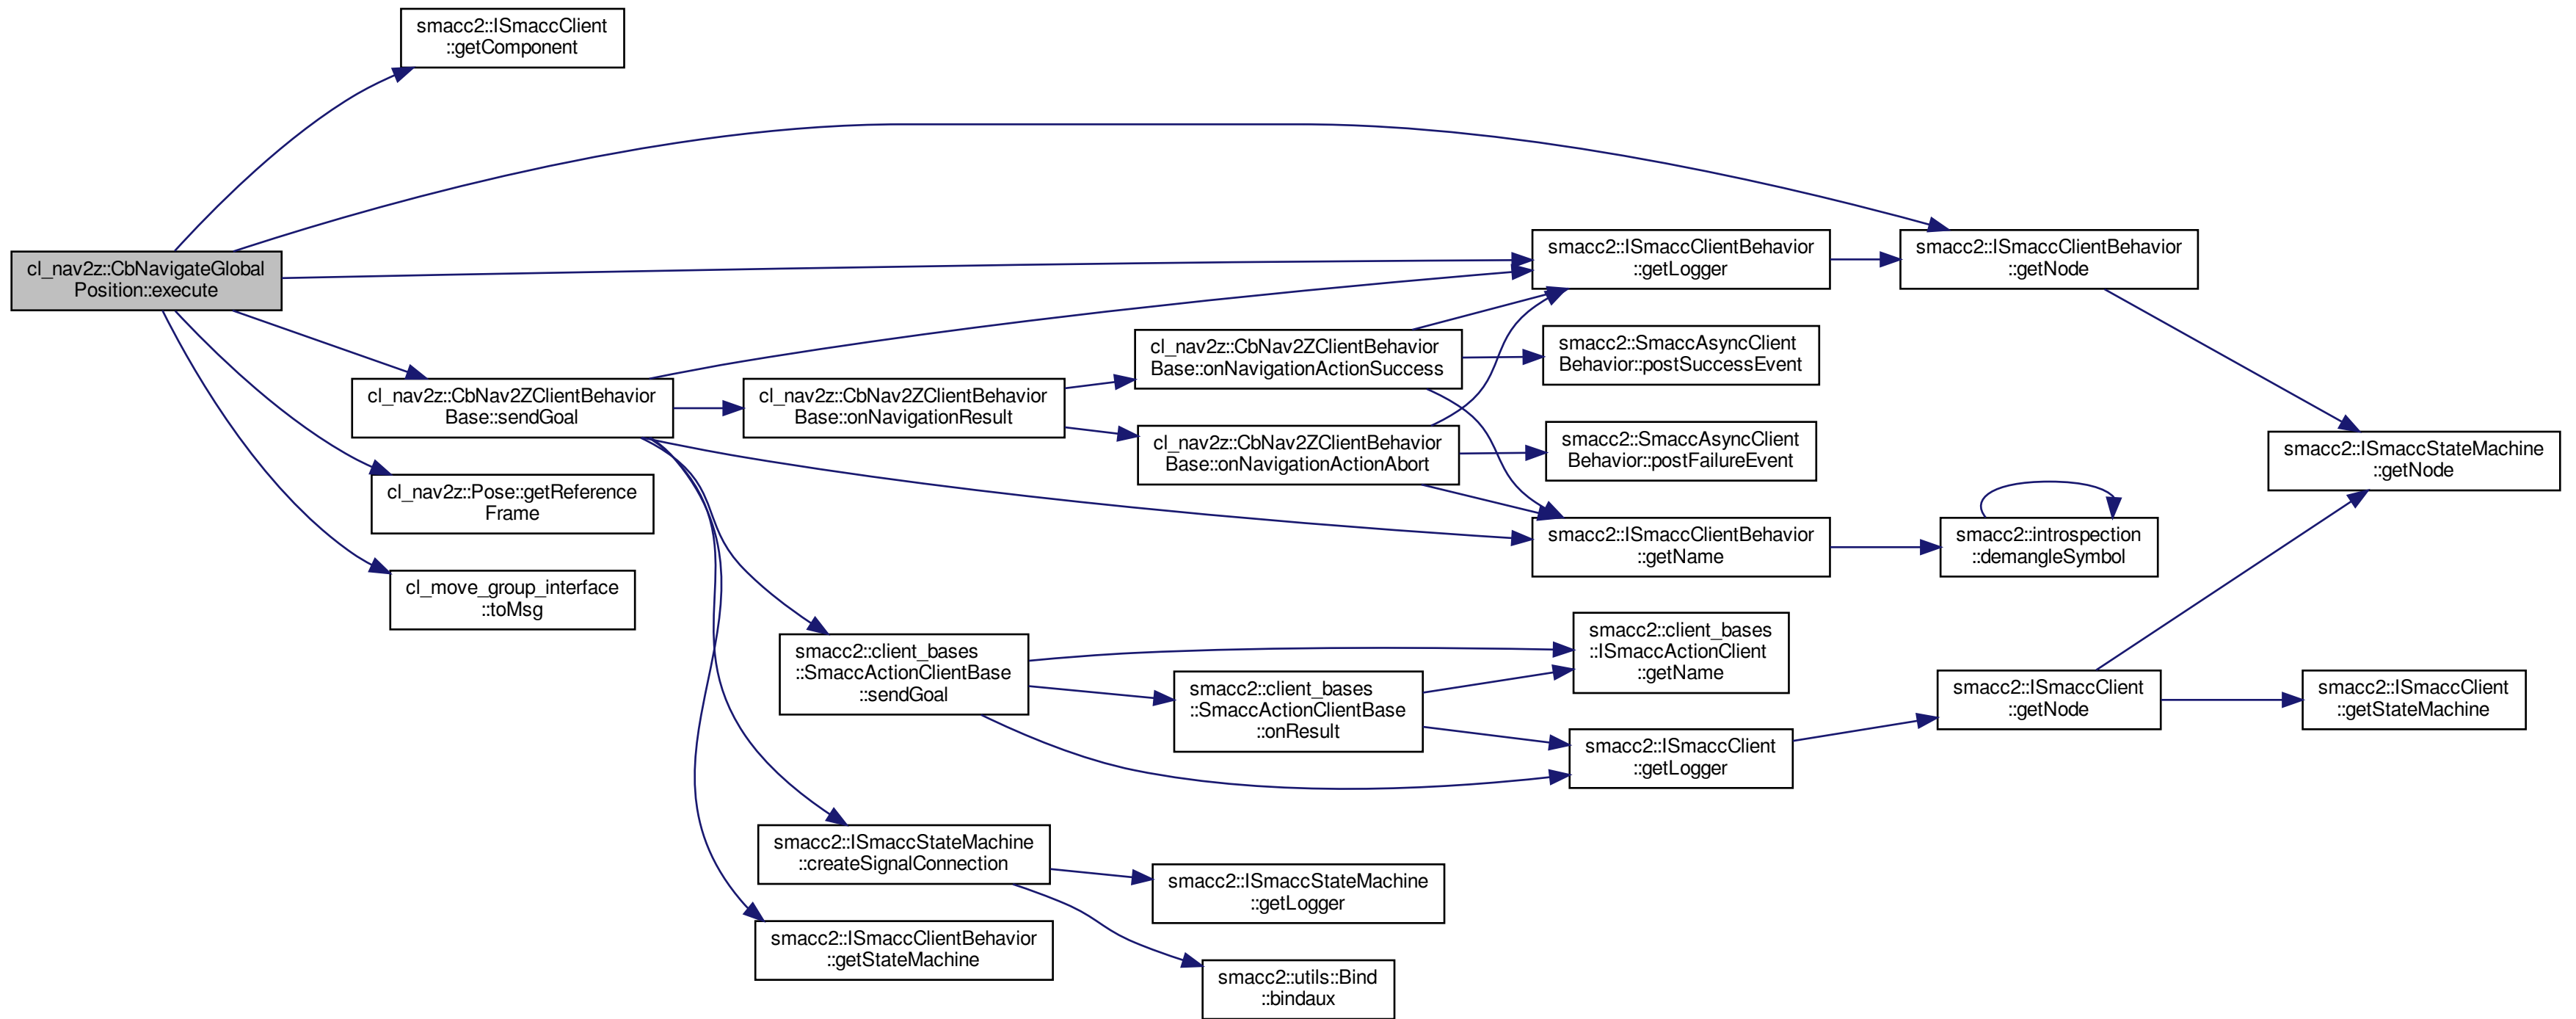 smacc2::ISmaccClient
::getComponent
cl_nav2z::CbNavigateGlobal
Position::execute
smacc2::ISmaccClientBehavior
::getLogger
smacc2::ISmaccClientBehavior
::getNode
cl_nav2z::CbNav2ZClientBehavior
Base::sendGoal
cl_nav2z::CbNav2ZClientBehavior
Base::onNavigationResult
cl_nav2z::CbNav2ZClientBehavior
Base::onNavigationActionSuccess
smacc2::SmaccAsyncClient
Behavior::postSuccessEvent
cl_nav2z::CbNav2ZClientBehavior
Base::onNavigationActionAbort
smacc2::SmaccAsyncClient
Behavior::postFailureEvent
smacc2::ISmaccStateMachine
::getNode
cl_nav2z::Pose::getReference
Frame
smacc2::ISmaccClientBehavior
::getName
smacc2::introspection
::demangleSymbol
cl_move_group_interface
::toMsg
smacc2::client_bases
::SmaccActionClientBase
::sendGoal
smacc2::client_bases
::SmaccActionClientBase
::onResult
smacc2::client_bases
::ISmaccActionClient
::getName
smacc2::ISmaccClient
::getLogger
smacc2::ISmaccClient
::getNode
smacc2::ISmaccClient
::getStateMachine
smacc2::ISmaccStateMachine
::createSignalConnection
smacc2::ISmaccStateMachine
::getLogger
smacc2::ISmaccClientBehavior
::getStateMachine
smacc2::utils::Bind
::bindaux